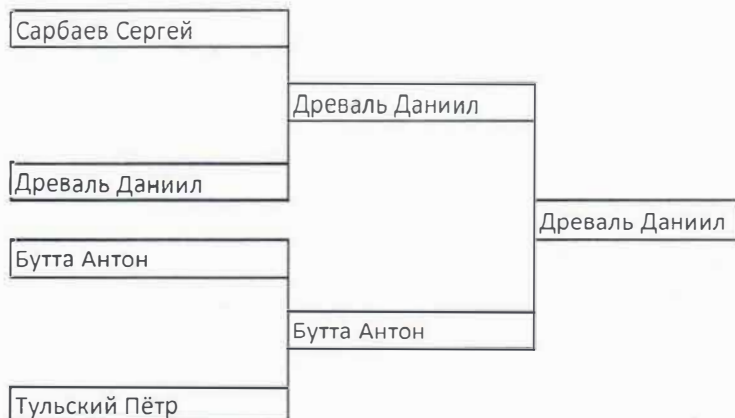 Сарбаев Сергей
Древаль Даниил
Древаль Даниил
Древаль Даниил
Бутта Антон
Бутта Антон
Тульский Пётр